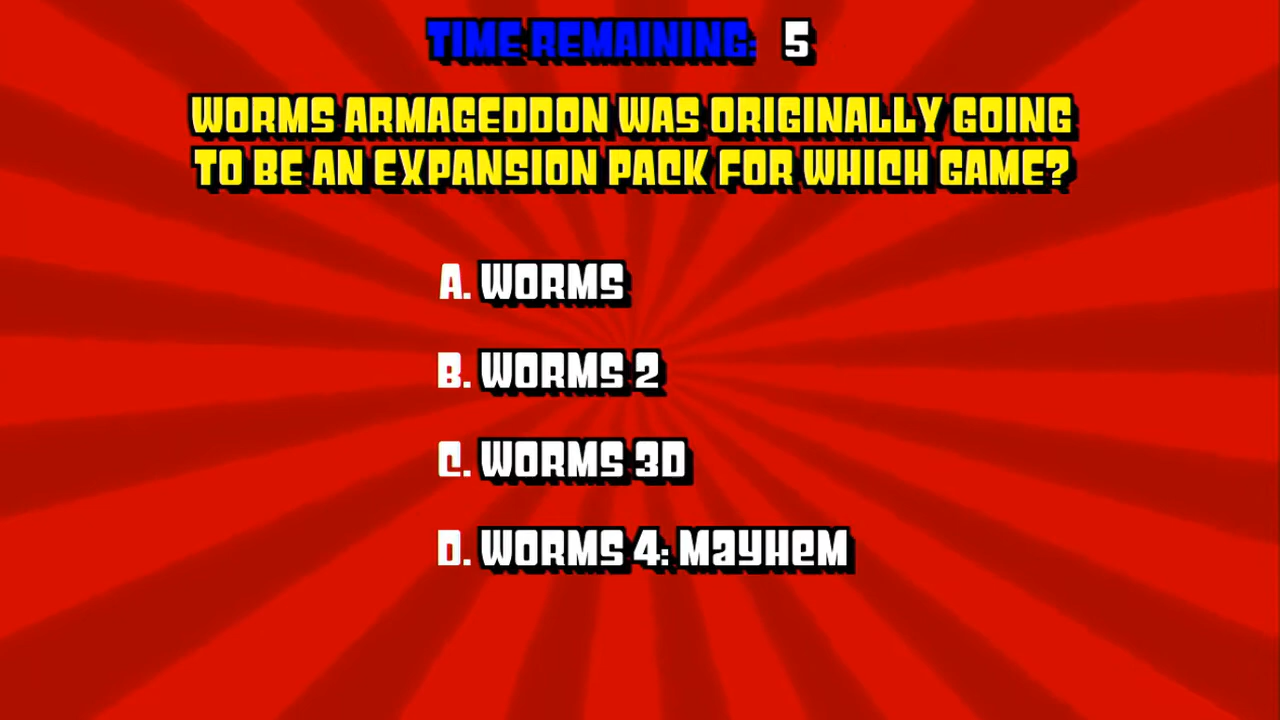 TIME REMAINING: 5
WORMS ARMAGEDDON WAS ORIGINALLY GOING
TO BE AN EXPANSION PACK FOR WHICH GAME?
A. WORMS
B. WORMS 2
C. WORMS 3D
D. WORMS 4: MAYHEM